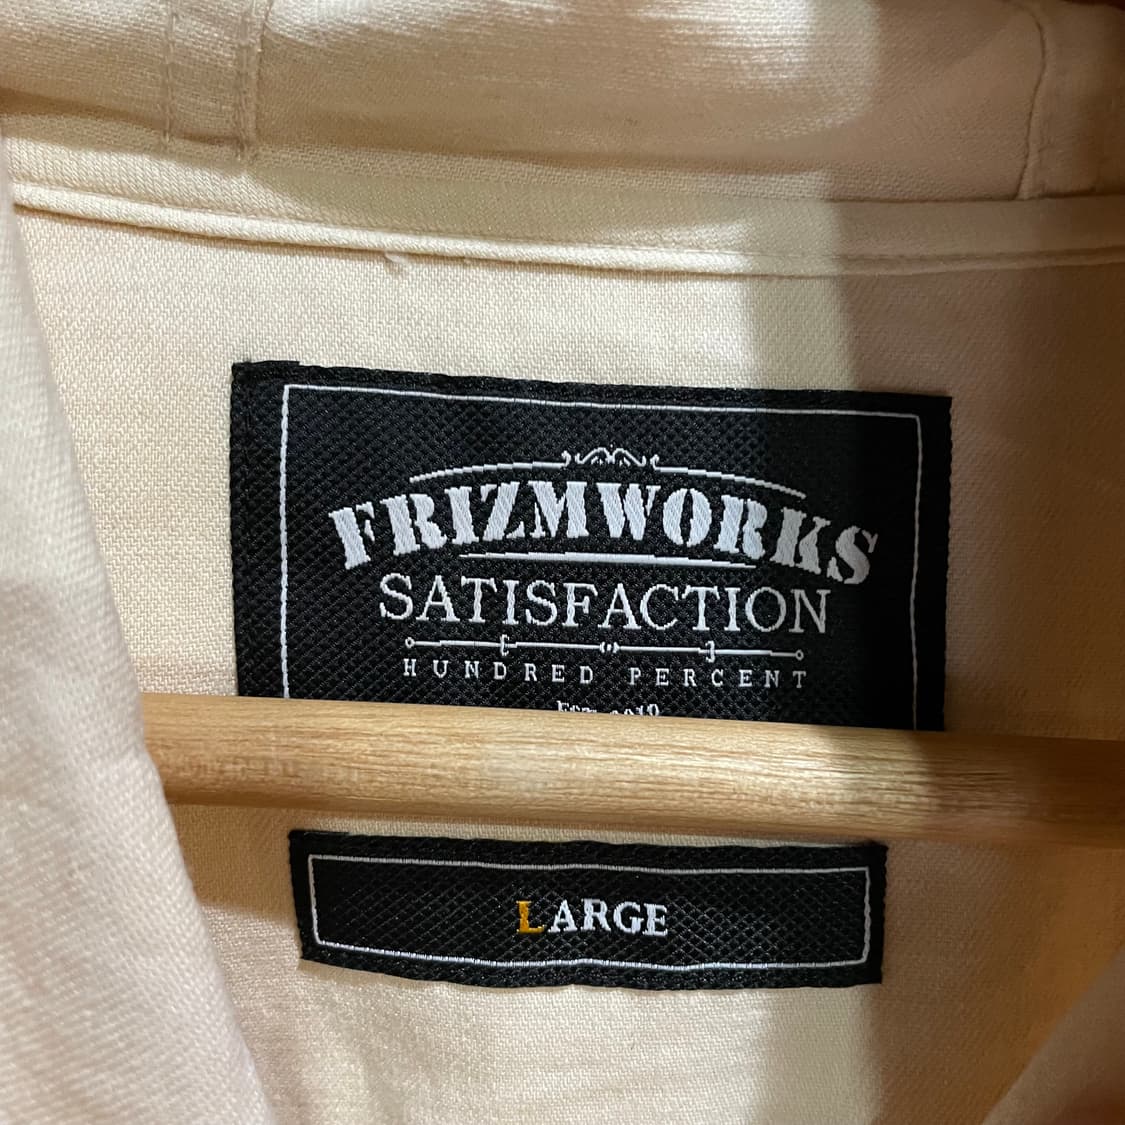 FRIZMWORKS
SATISFACTION
HUNDRED PERCENT
LARGE